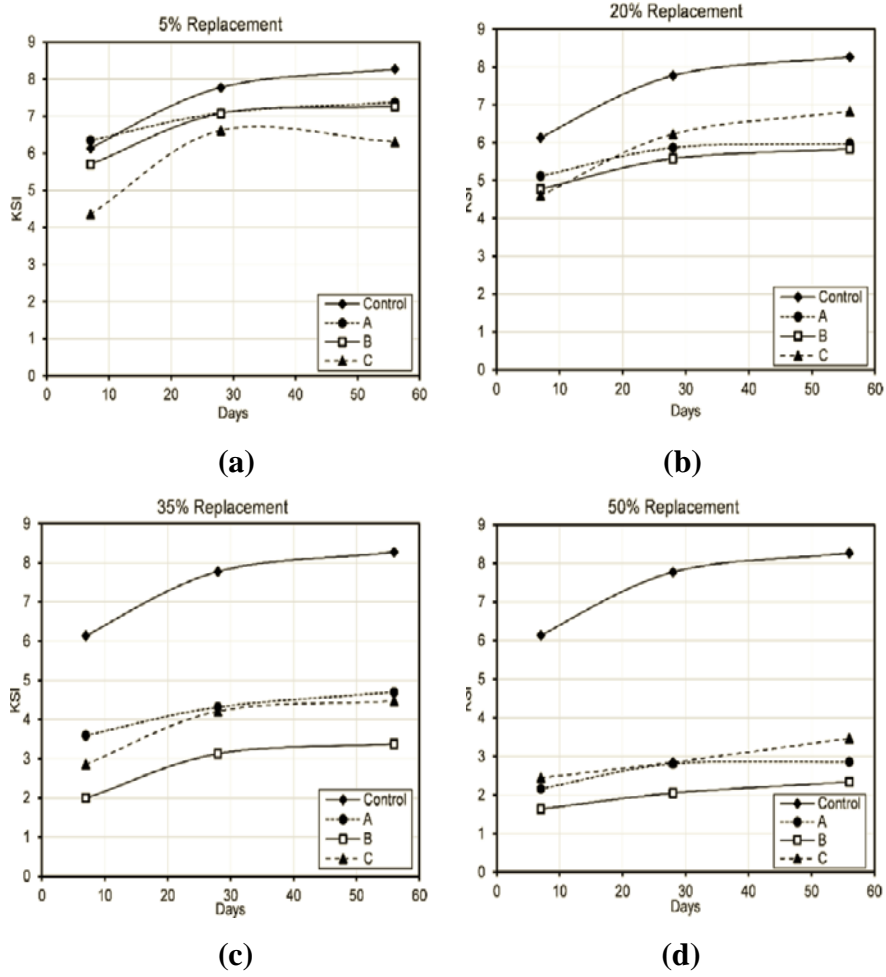 5% Replacement
9
8
7
6
5
4
3
2
1
0
KSI
0 10 20 30 40 50 60
Days
Control
A
B
C
(a)
20% Replacement
9
8
7
6
5
4
3
2
1
0
KSI
0 10 20 30 40 50 60
Days
Control
A
B
C
(b)
35% Replacement
9
8
7
6
5
4
3
2
1
0
KSI
0 10 20 30 40 50 60
Days
Control
A
B
C
(c)
50% Replacement
9
8
7
6
5
4
3
2
1
0
KSI
0 10 20 30 40 50 60
Days
Control
A
B
C
(d)